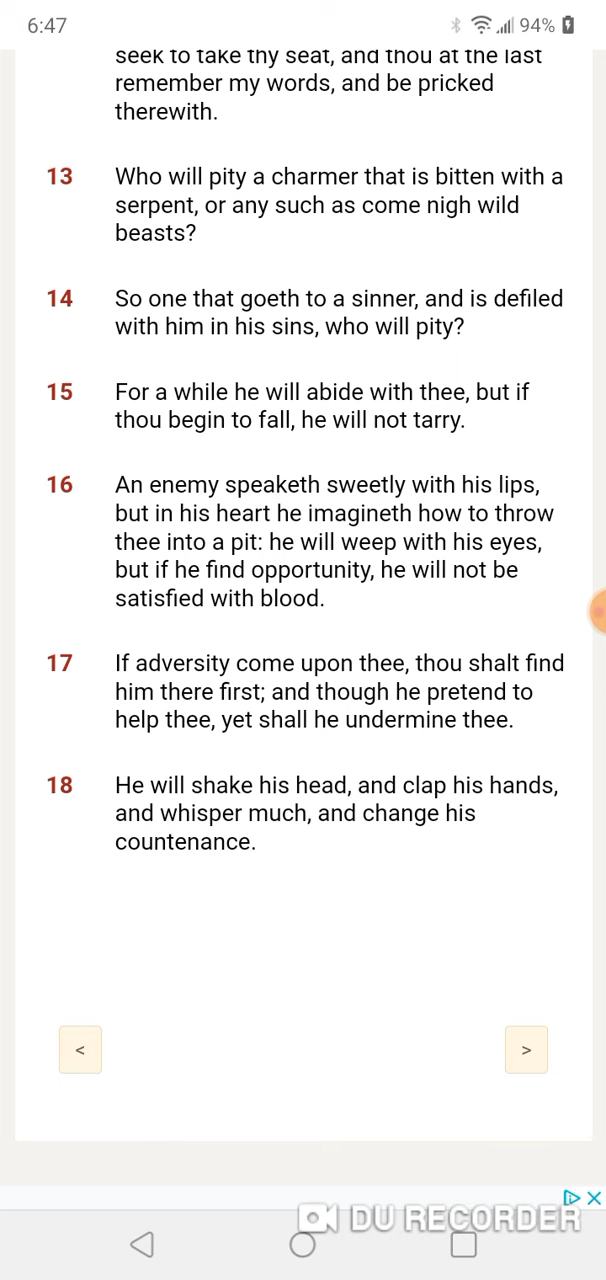 6:47
94%
seek to take thy seat, and thou at the last
remember my words, and be pricked
therewith.
13 Who will pity a charmer that is bitten with a
serpent, or any such as come nigh wild
beasts?
14 So one that goeth to a sinner, and is defiled
with him in his sins, who will pity?
15 For a while he will abide with thee, but if
thou begin to fall, he will not tarry.
16 An enemy speaketh sweetly with his lips,
but in his heart he imagineth how to throw
thee into a pit: he will weep with his eyes,
but if he find opportunity, he will not be
satisfied with blood.
17 If adversity come upon thee, thou shalt find
him there first; and though he pretend to
help thee, yet shall he undermine thee.
18 He will shake his head, and clap his hands,
and whisper much, and change his
countenance.
< >
DU RECORDER